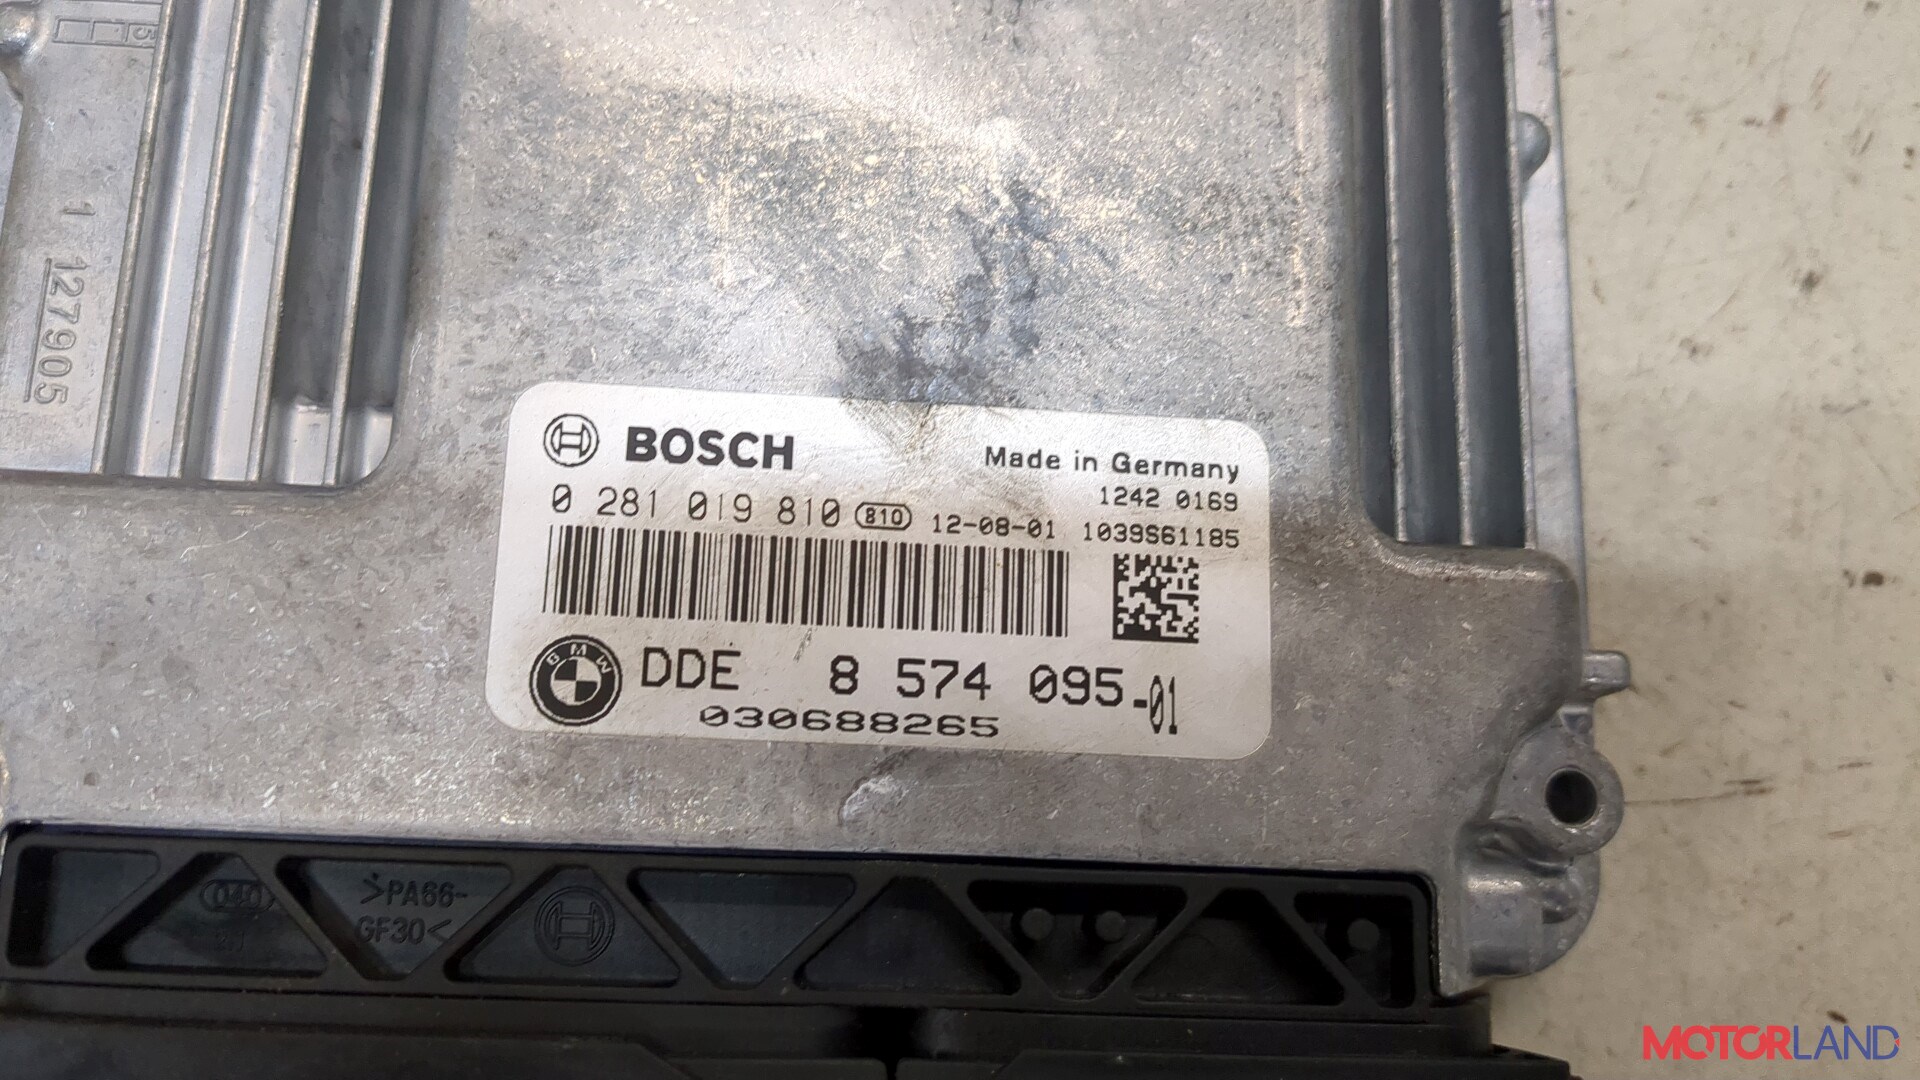 1 127905
BOSCH
Made in Germany
1242 0169
0 281 019 810 810 12-08-01 1039S61185
BMW DDE 8 574 095-01
030688265
>PA66-
GF30<
MOTORLAND